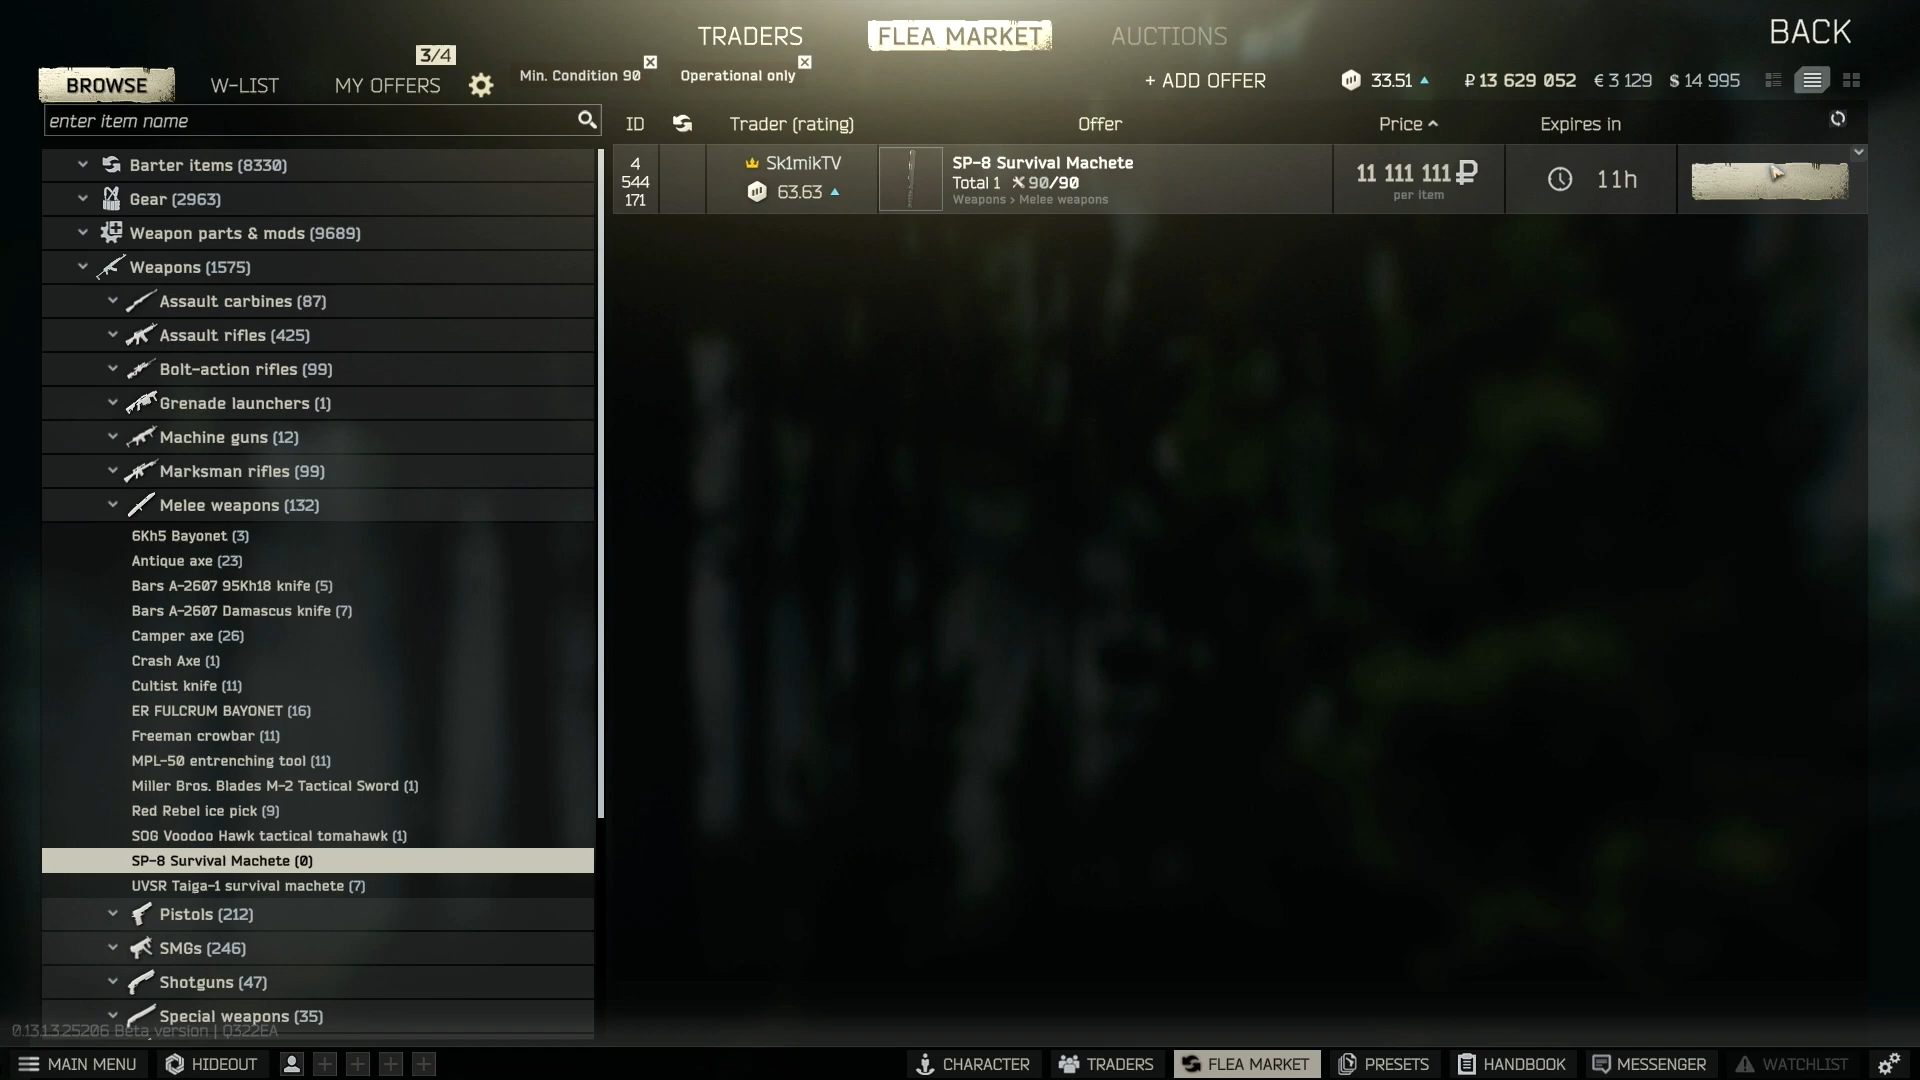 TRADERS
FLEA MARKET
AUCTIONS
BACK
BROWSE
W-LIST
3/4
MY OFFERS
Min. Condition 90
Operational only
+ ADD OFFER
33.51
₽ 13 629 052
€ 3 129
$ 14 995
enter item name
ID
Trader (rating)
Offer
Price
Expires in
4
544
171
Sk1mikTV
63.63
SP-8 Survival Machete
Total 1 90/90
Weapons > Melee weapons
11 111 111 ₽
per item
11h
Barter items (8330)
Gear (2963)
Weapon parts & mods (9689)
Weapons (1575)
Assault carbines (87)
Assault rifles (425)
Bolt-action rifles (99)
Grenade launchers (1)
Machine guns (12)
Marksman rifles (99)
Melee weapons (132)
6Kh5 Bayonet (3)
Antique axe (23)
Bars A-2607 95Kh18 knife (5)
Bars A-2607 Damascus knife (7)
Camper axe (26)
Crash Axe (1)
Cultist knife (11)
ER FULCRUM BAYONET (16)
Freeman crowbar (11)
MPL-50 entrenching tool (11)
Miller Bros. Blades M-2 Tactical Sword (1)
Red Rebel ice pick (9)
SOG Voodoo Hawk tactical tomahawk (1)
SP-8 Survival Machete (0)
UVSR Taiga-1 survival machete (7)
Pistols (212)
SMGs (246)
Shotguns (47)
Special weapons (35)
0.13.1.3.25206 Beta version | Q322EA
MAIN MENU
HIDEOUT
CHARACTER
TRADERS
FLEA MARKET
PRESETS
HANDBOOK
MESSENGER
WATCHLIST